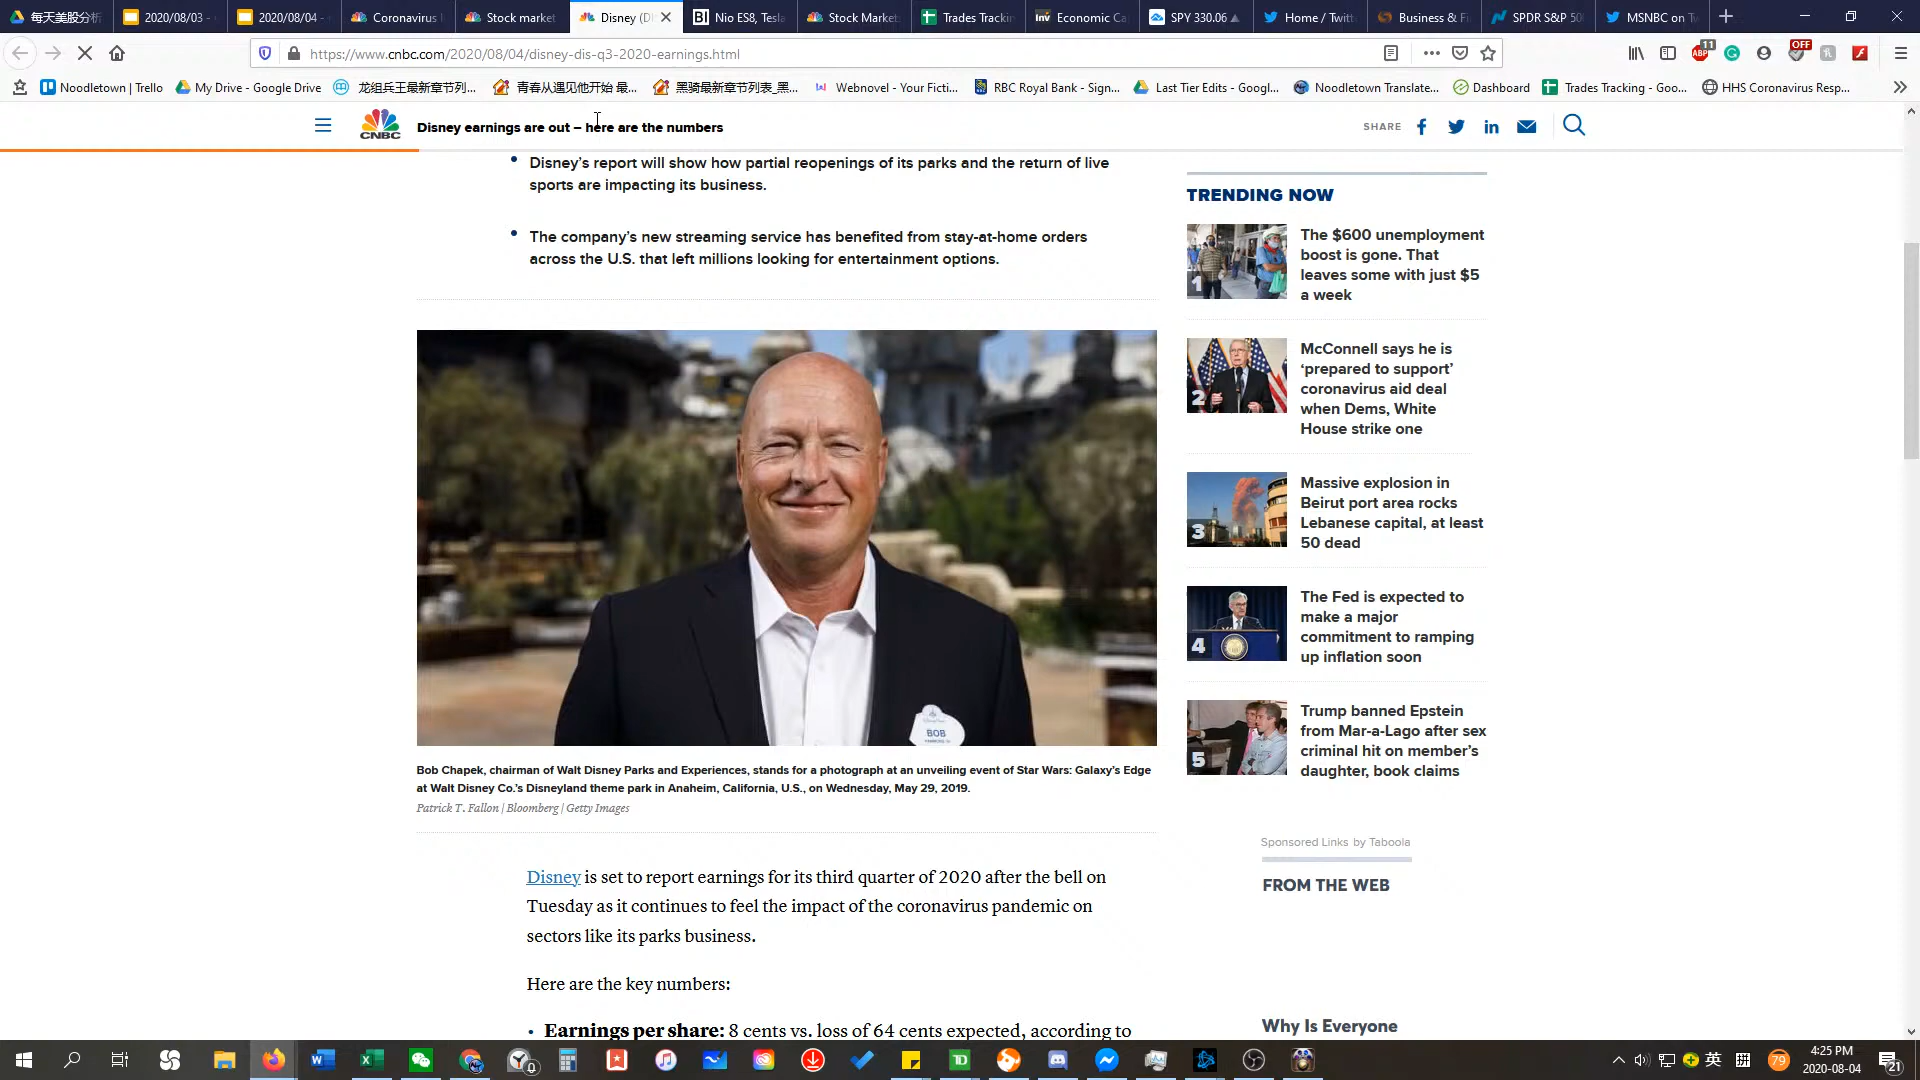 每天美股分析
2020/08/03 -
2020/08/04 -
Coronavirus
Stock market
Disney (D
Nio ES8, Tesla
Stock Market
Trades Trackin
Economic Ca
SPY 330.06
Home / Twitt
Business & F
SPDR S&P 50
MSNBC on Tw
https://www.cnbc.com/2020/08/04/disney-dis-q3-2020-earnings.html
11
OFF
Noodletown | Trello
My Drive - Google Drive
龙组兵王最新章节列...
青春从遇见他开始 最...
黑骑最新章节列表_黑...
Webnovel - Your Ficti...
RBC Royal Bank - Sign...
Last Tier Edits - Googl...
Noodletown Translate...
Dashboard
Trades Tracking - Goo...
HHS Coronavirus Resp...
CNBC
Disney earnings are out – here are the numbers
SHARE
Disney’s report will show how partial reopenings of its parks and the return of live
sports are impacting its business.
The company’s new streaming service has benefited from stay-at-home orders
across the U.S. that left millions looking for entertainment options.
BOB
Bob Chapek, chairman of Walt Disney Parks and Experiences, stands for a photograph at an unveiling event of Star Wars: Galaxy’s Edge
at Walt Disney Co.’s Disneyland theme park in Anaheim, California, U.S., on Wednesday, May 29, 2019.
Patrick T. Fallon | Bloomberg | Getty Images
Disney is set to report earnings for its third quarter of 2020 after the bell on
Tuesday as it continues to feel the impact of the coronavirus pandemic on
sectors like its parks business.
Here are the key numbers:
• Earnings per share: 8 cents vs. loss of 64 cents expected, according to
TRENDING NOW
1
The $600 unemployment
boost is gone. That
leaves some with just $5
a week
2
McConnell says he is
‘prepared to support’
coronavirus aid deal
when Dems, White
House strike one
3
Massive explosion in
Beirut port area rocks
Lebanese capital, at least
50 dead
4
The Fed is expected to
make a major
commitment to ramping
up inflation soon
5
Trump banned Epstein
from Mar-a-Lago after sex
criminal hit on member’s
daughter, book claims
Sponsored Links by Taboola
FROM THE WEB
Why Is Everyone
英
拼
79
4:25 PM
2020-08-04
21